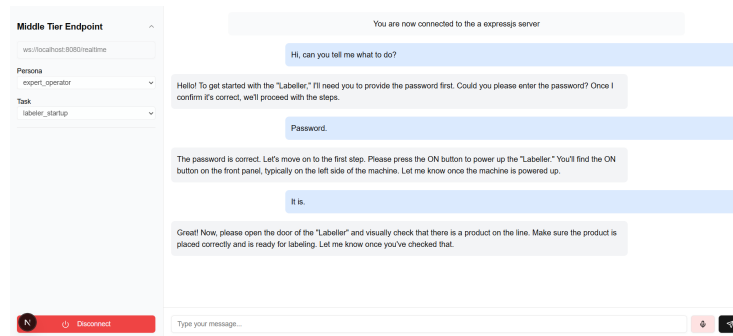 Middle Tier Endpoint
ws://localhost:8080/realtime
Persona
expert_operator
Task
labeler_startup
N
Disconnect
You are now connected to the a expressjs server
Hi, can you tell me what to do?
Hello! To get started with the "Labeller," I'll need you to provide the password first. Could you please enter the password? Once I
confirm it's correct, we'll proceed with the steps.
Password.
The password is correct. Let's move on to the first step. Please press the ON button to power up the "Labeller." You'll find the ON
button on the front panel, typically on the left side of the machine. Let me know once the machine is powered up.
It is.
Great! Now, please open the door of the "Labeller" and visually check that there is a product on the line. Make sure the product is
placed correctly and is ready for labeling. Let me know once you've checked that.
Type your message...